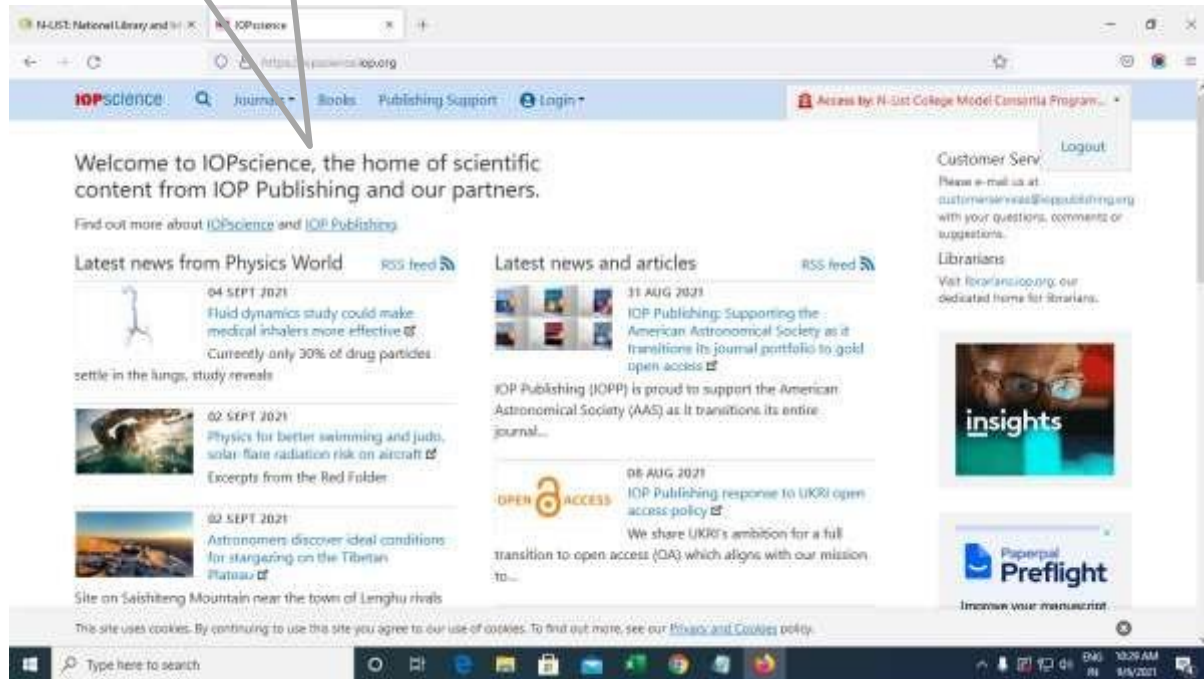 N-LIST: National Library and
IOPscience
iop.org
IOPscience
Journals
Books
Publishing Support
Login
Access by: N-List College Model Consortia Program...
Logout
Welcome to IOPscience, the home of scientific
content from IOP Publishing and our partners.
Find out more about IOPscience and IOP Publishing
Latest news from Physics World
RSS feed
04 SEPT 2021
Fluid dynamics study could make
medical inhalers more effective
Currently only 30% of drug particles
settle in the lungs, study reveals
02 SEPT 2021
Physics for better swimming and judo,
solar-flare radiation risk on aircraft
Excerpts from the Red Folder
02 SEPT 2021
Astronomers discover ideal conditions
for stargazing on the Tibetan
Plateau
Site on Saishiteng Mountain near the town of Lenghu rivals
Latest news and articles
RSS feed
31 AUG 2021
IOP Publishing: Supporting the
American Astronomical Society as it
transitions its journal portfolio to gold
open access
IOP Publishing (IOPP) is proud to support the American
Astronomical Society (AAS) as it transitions its entire
journal...
OPEN ACCESS
08 AUG 2021
IOP Publishing response to UKRI open
access policy
We share UKRI's ambition for a full
transition to open access (OA) which aligns with our mission
to...
Customer Serv
Please e-mail us at
customerservices@ioppublishing.org
with your questions, comments or
suggestions.
Librarians
Visit librarians.iop.org, our
dedicated home for librarians.
insights
Paperpal
Preflight
Improve your manuscript
This site uses cookies. By continuing to use this site you agree to our use of cookies. To find out more, see our Privacy and Cookies policy.
Type here to search
ENG
IN
10:29 AM
9/6/2021